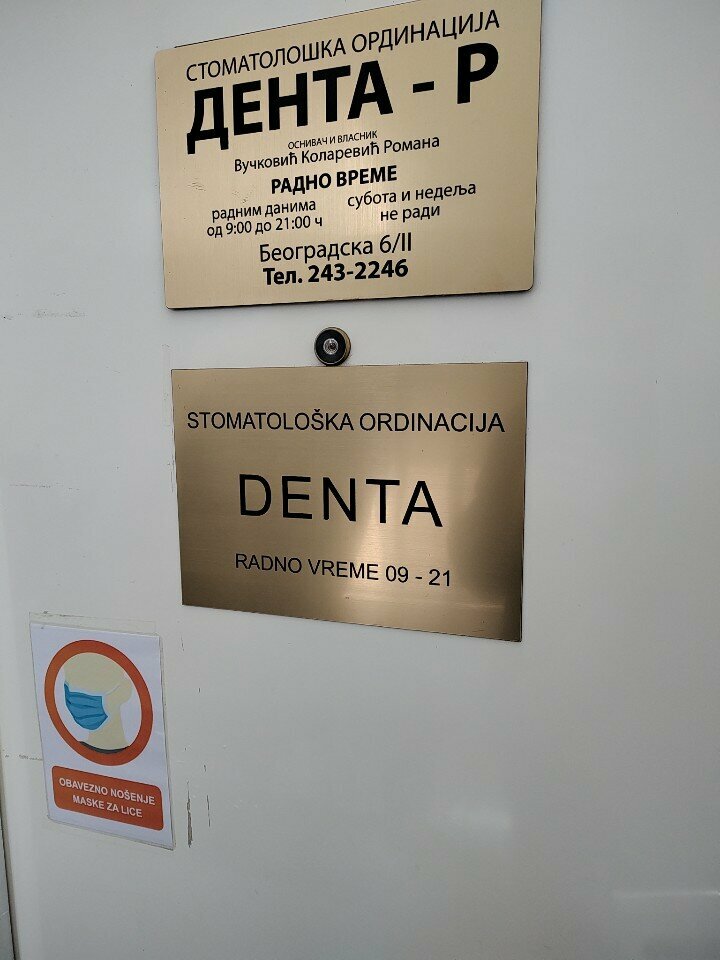 СТОМАТОЛОШКА ОРДИНАЦИЈА
ДЕНТА - Р
ОСНИВАЧ И ВЛАСНИК
Вучковић Коларевић Романа
РАДНО ВРЕМЕ
радним данима
од 9:00 до 21:00 ч
субота и недеља
не ради
Београдска 6/II
Тел. 243-2246
STOMATOLOŠKA ORDINACIJA
DENTA
RADNO VREME 09 - 21
OBAVEZNO NOŠENJE
MASKE ZA LICE